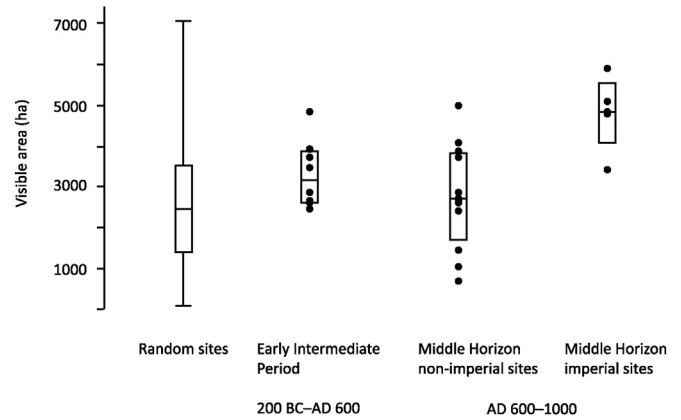 7000
5000
3000
1000
Visible area (ha)
Random sites
Early Intermediate
Period
Middle Horizon
non-imperial sites
Middle Horizon
imperial sites
200 BC–AD 600
AD 600–1000